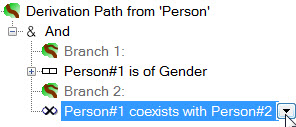 Derivation Path from 'Person'
& And
Branch 1:
Person#1 is of Gender
Branch 2:
Person#1 coexists with Person#2